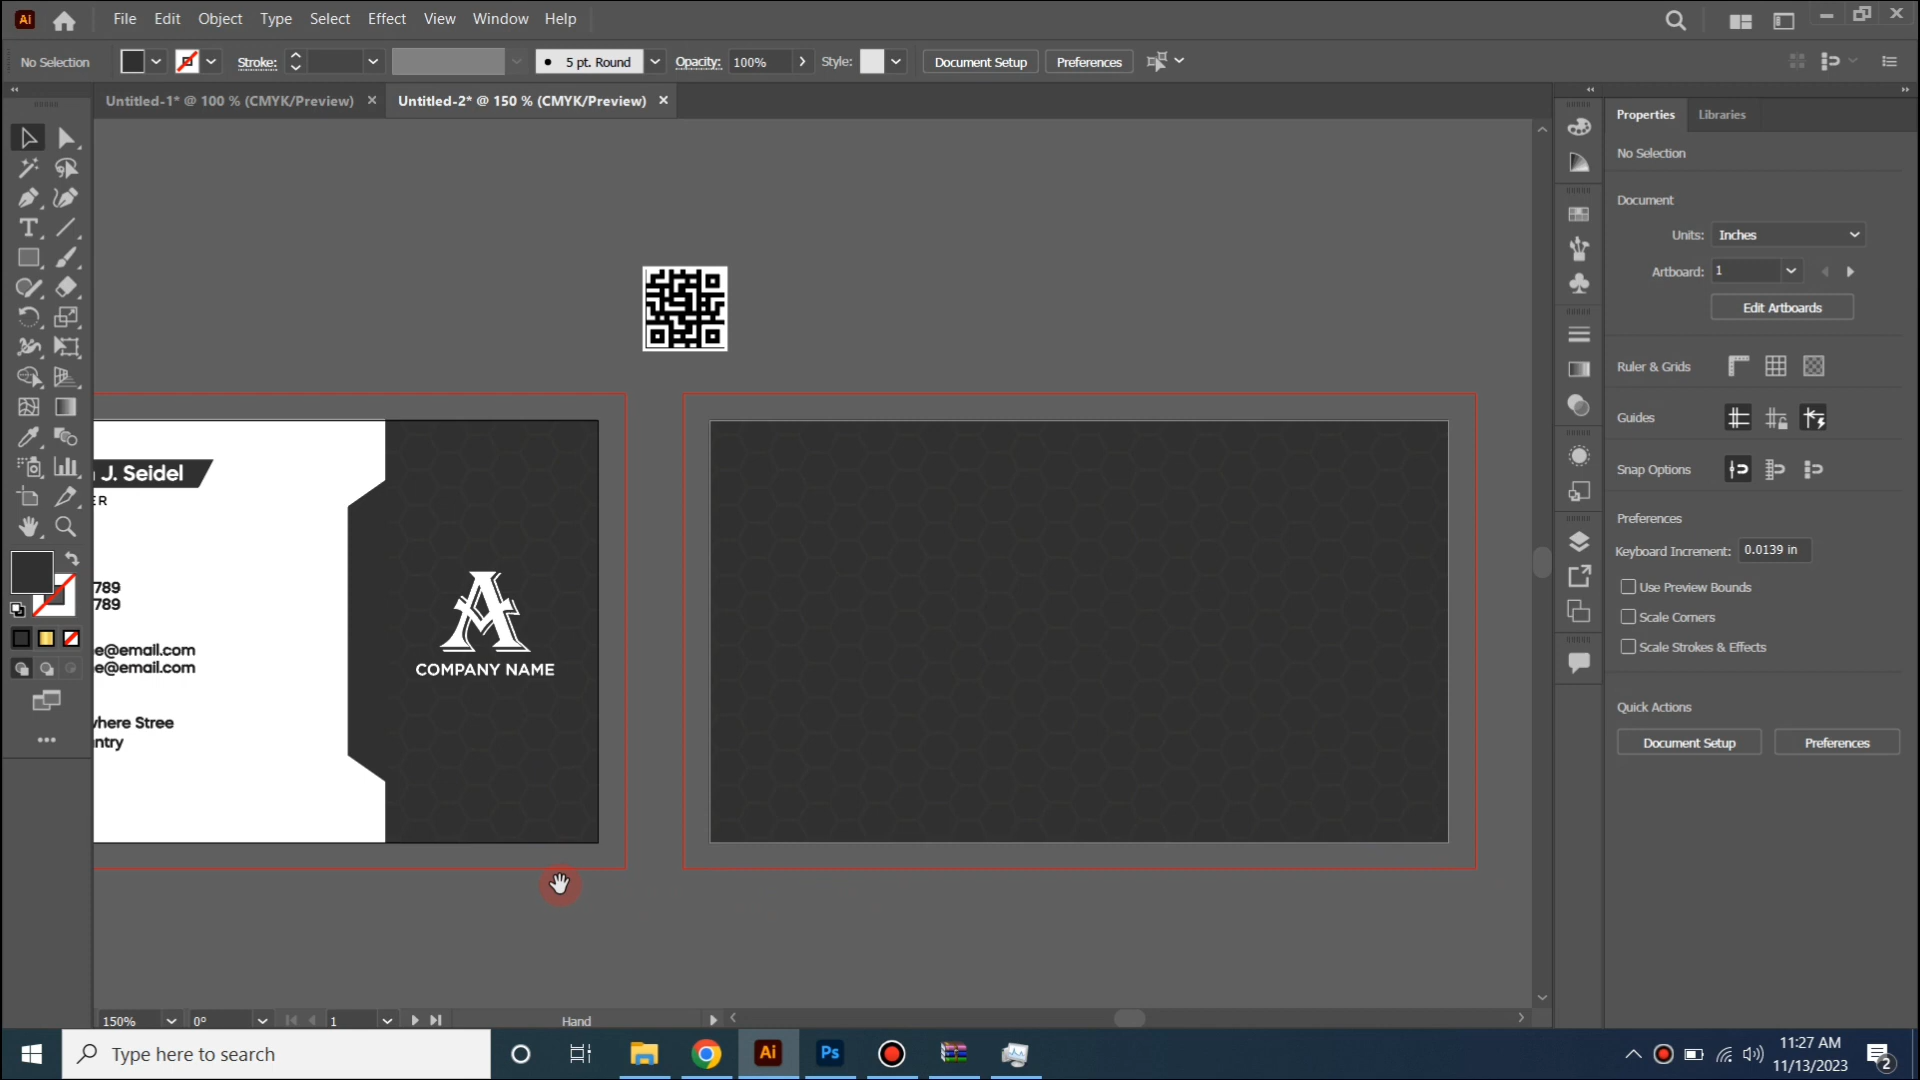 File Edit Object Type Select Effect View Window Help
No Selection Stroke: 5 pt. Round Opacity: 100% Style: Document Setup Preferences
Untitled-1* @ 100 % (CMYK/Preview) × Untitled-2* @ 150 % (CMYK/Preview) ×
Properties Libraries
No Selection
Document
Units: Inches
Artboard: 1
Edit Artboards
Ruler & Grids
Guides
Snap Options
Preferences
Keyboard Increment: 0.0139 in
Use Preview Bounds
Scale Corners
Scale Strokes & Effects
Quick Actions
Document Setup Preferences
J. Seidel
ER
789
789
e@email.com
e@email.com
here Stree
ntry
A
COMPANY NAME
150% 0° 1 Hand
Type here to search
Ai
Ps
11:27 AM
11/13/2023
2